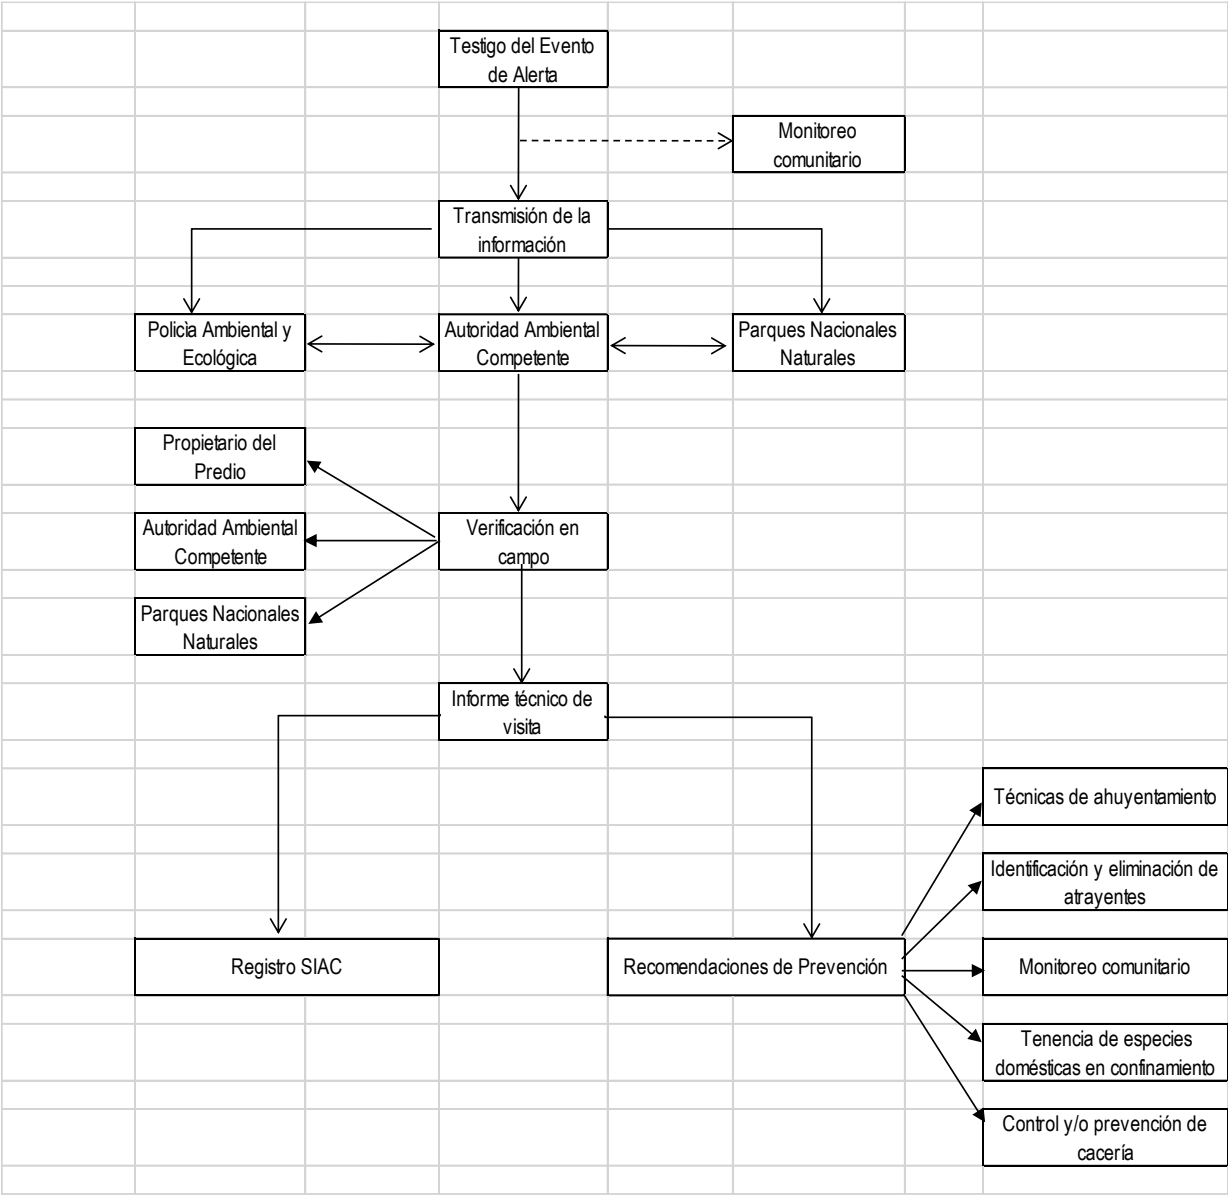 Testigo del Evento
de Alerta
Monitoreo
comunitario
Transmisión de la
información
Policìa Ambiental y
Ecológica
Autoridad Ambiental
Competente
Parques Nacionales
Naturales
Propietario del
Predio
Autoridad Ambiental
Competente
Verificación en
campo
Parques Nacionales
Naturales
Informe técnico de
visita
Técnicas de ahuyentamiento
Identificación y eliminación de
atrayentes
Registro SIAC
Recomendaciones de Prevención
Monitoreo comunitario
Tenencia de especies
domésticas en confinamiento
Control y/o prevención de
cacería